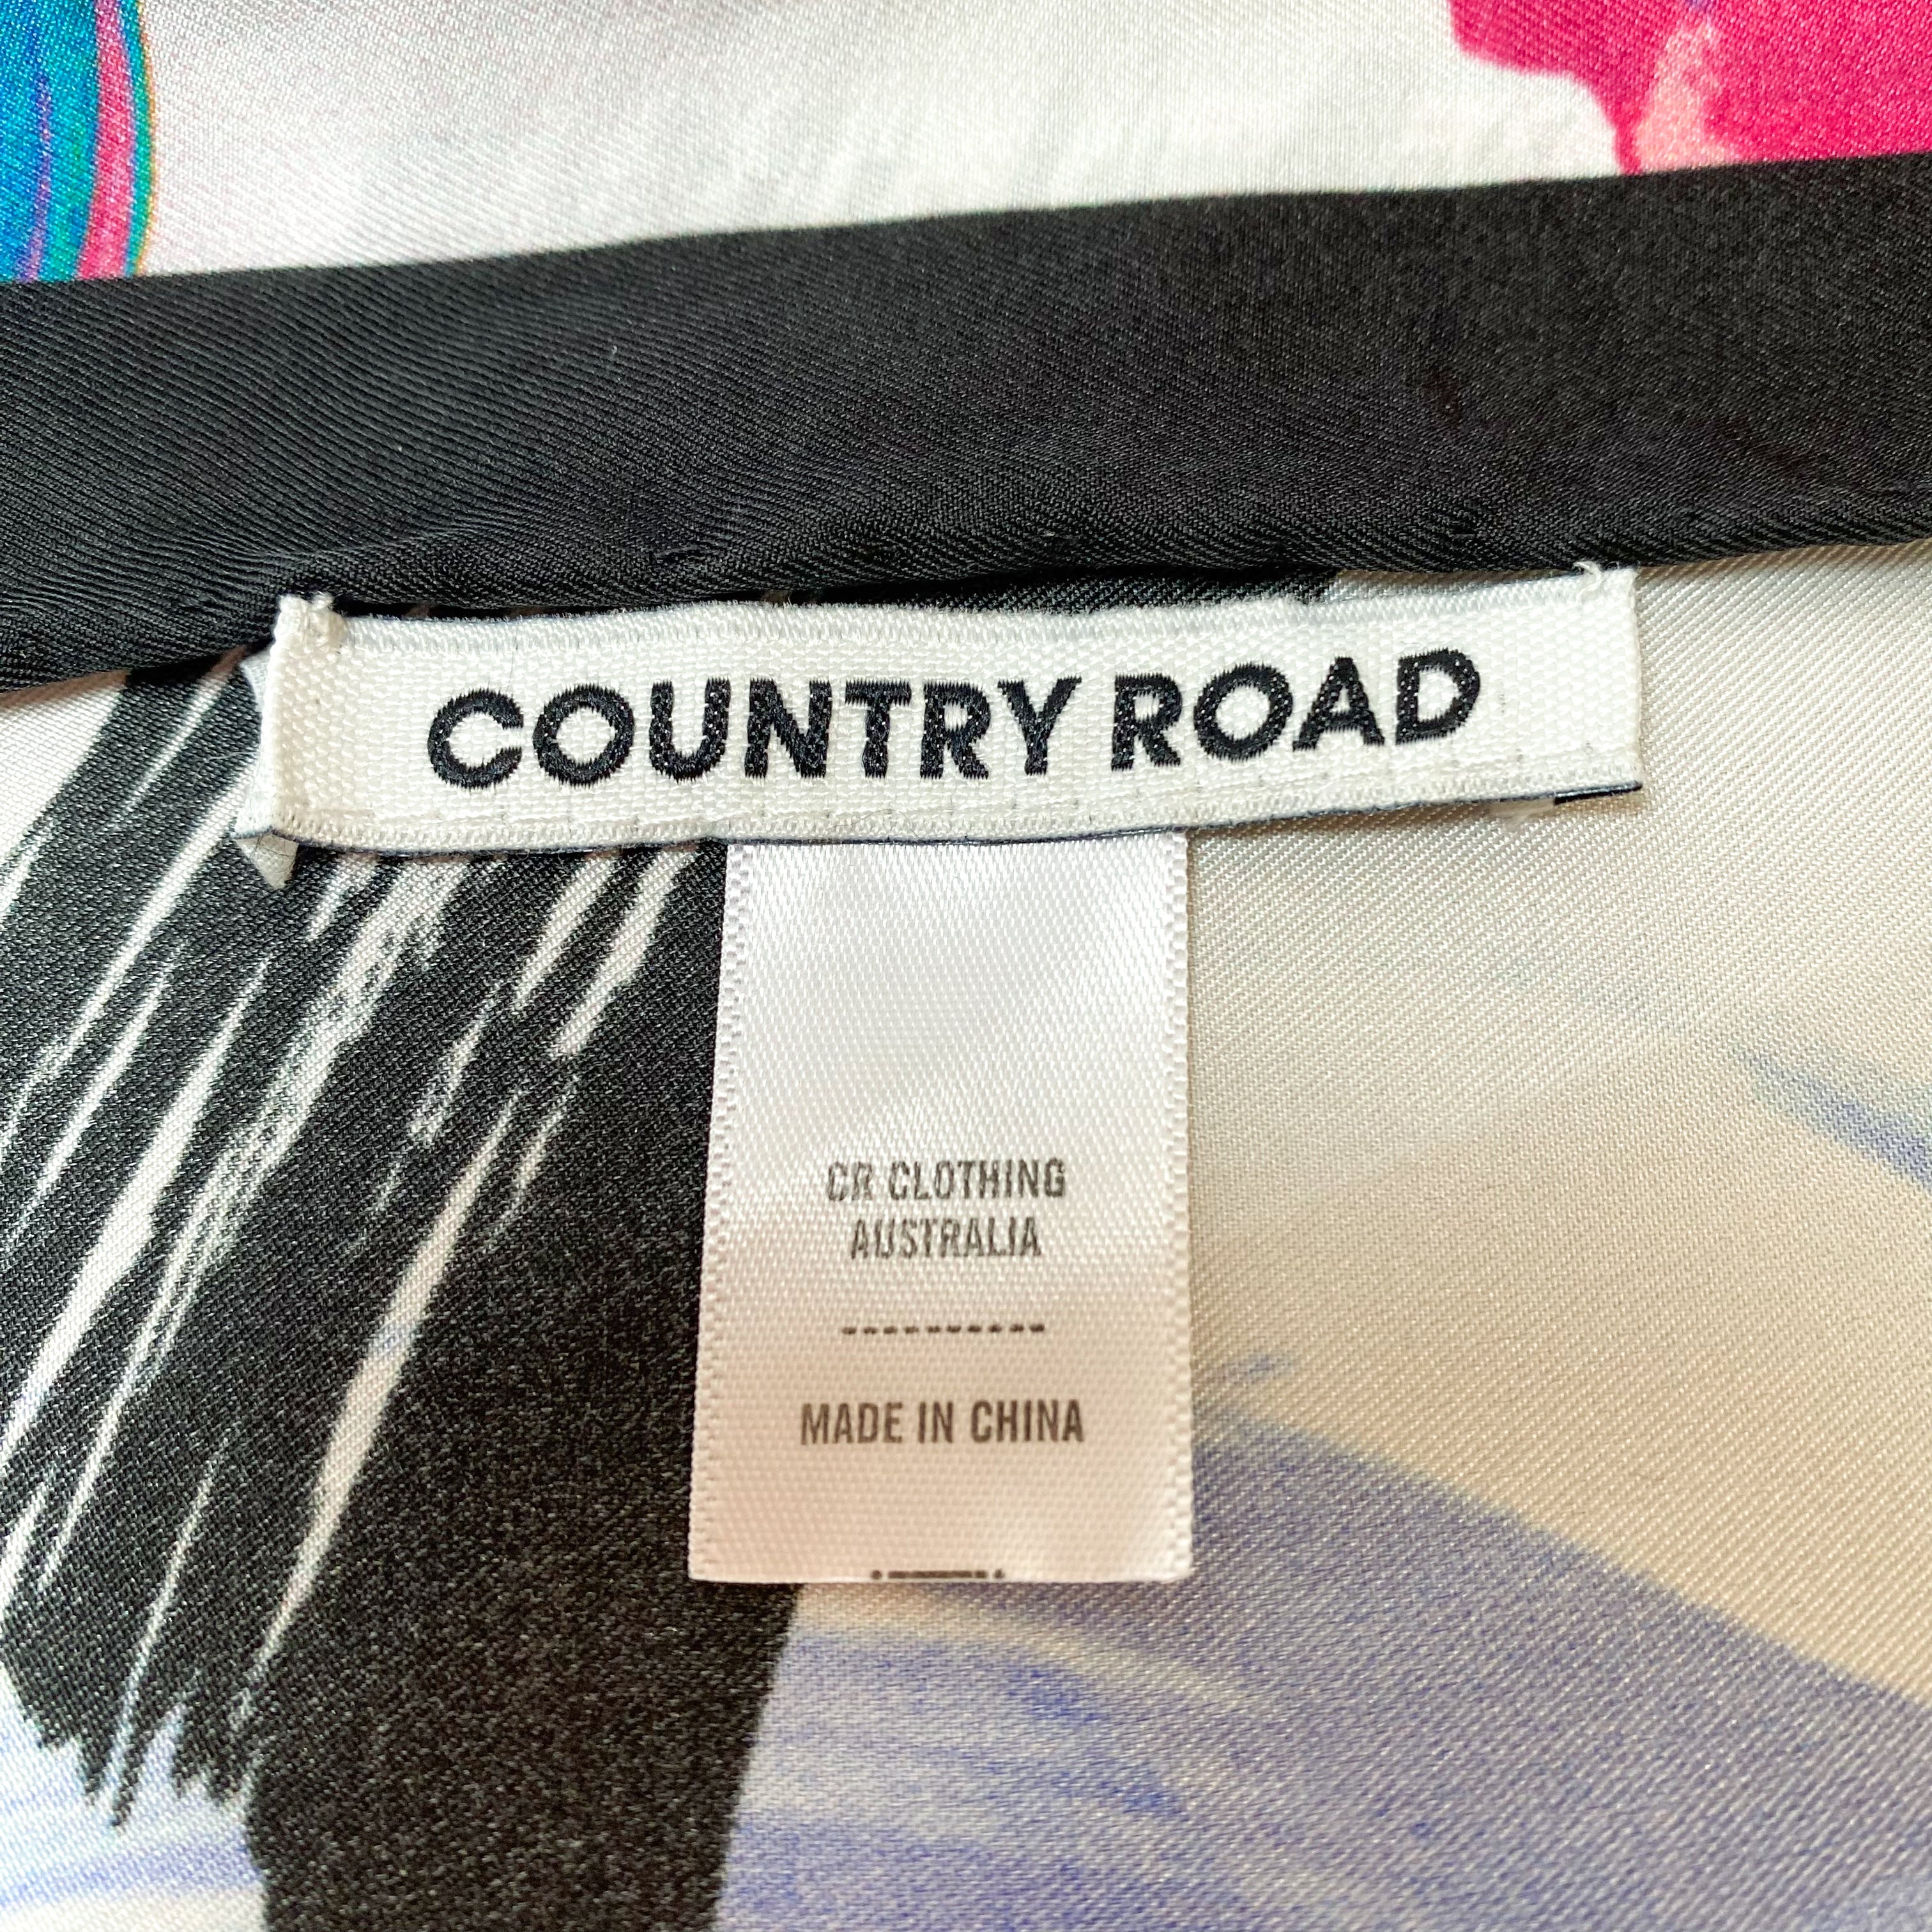 COUNTRY ROAD
CR CLOTHING
AUSTRALIA
----------
MADE IN CHINA